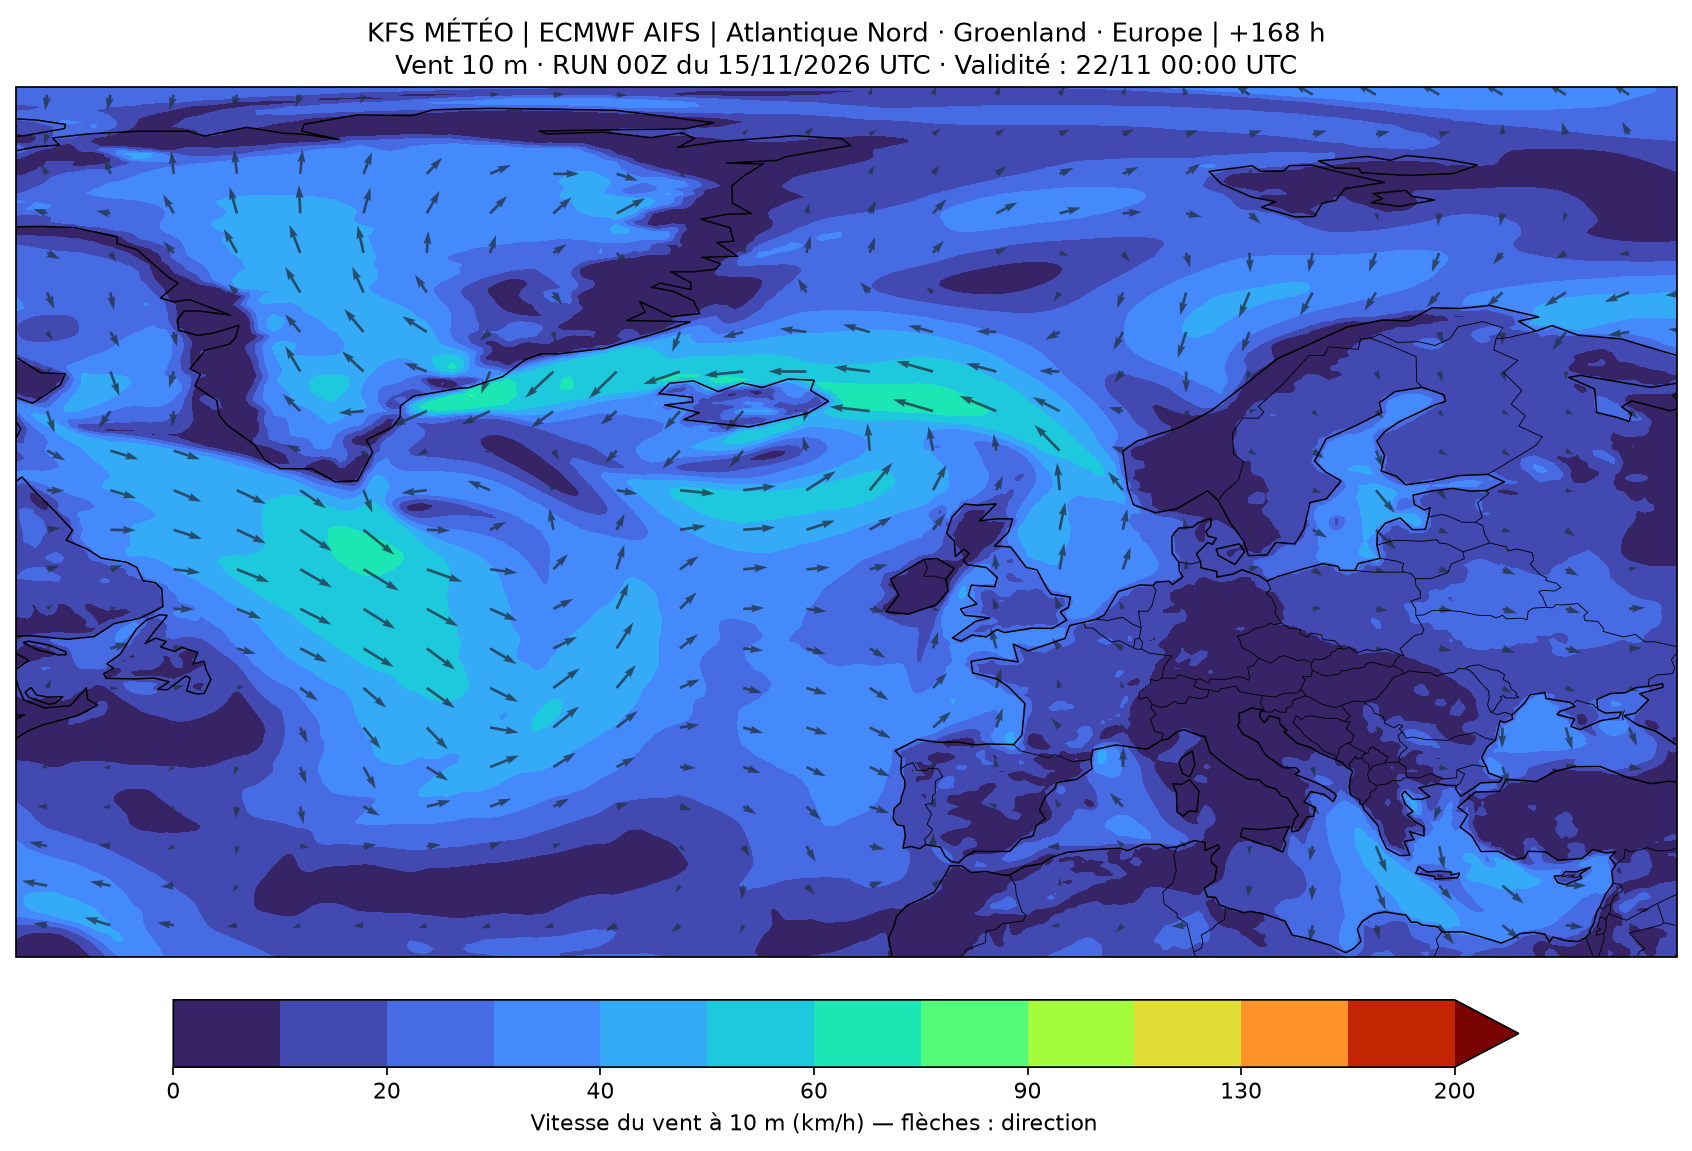 KFS MÉTÉO | ECMWF AIFS | Atlantique Nord · Groenland · Europe | +168 h
Vent 10 m · RUN 00Z du 15/11/2026 UTC · Validité : 22/11 00:00 UTC
0 20 40 60 90 130 200
Vitesse du vent à 10 m (km/h) — flèches : direction